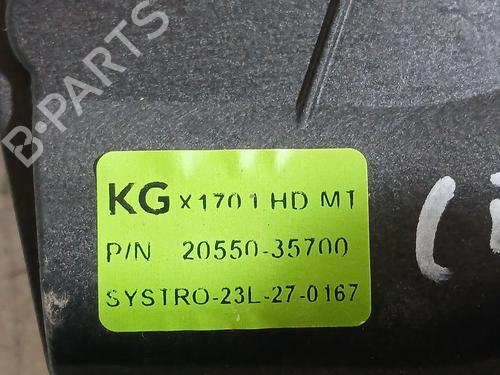 B-PARTS
KG X1701 HD MT
P/N 20550-35700
SYSTRO-23L-27-0167